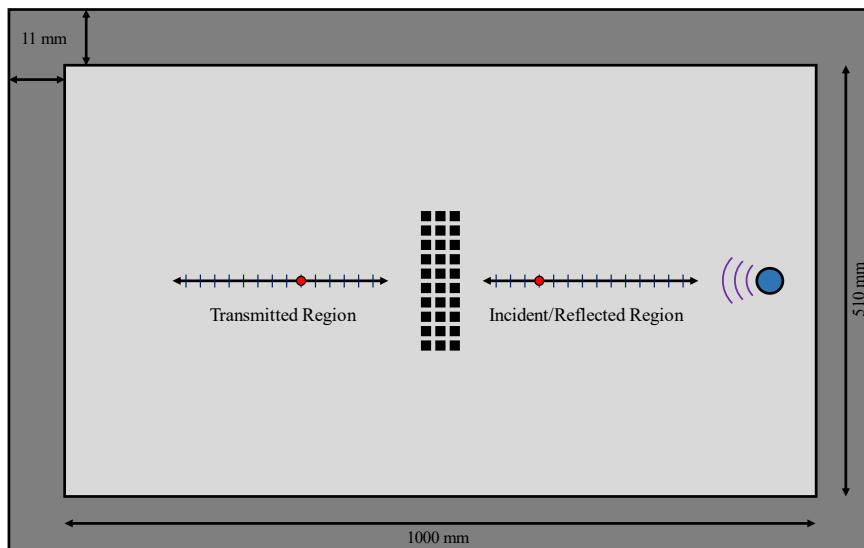 11 mm
Transmitted Region
Incident/Reflected Region
510 mm
1000 mm